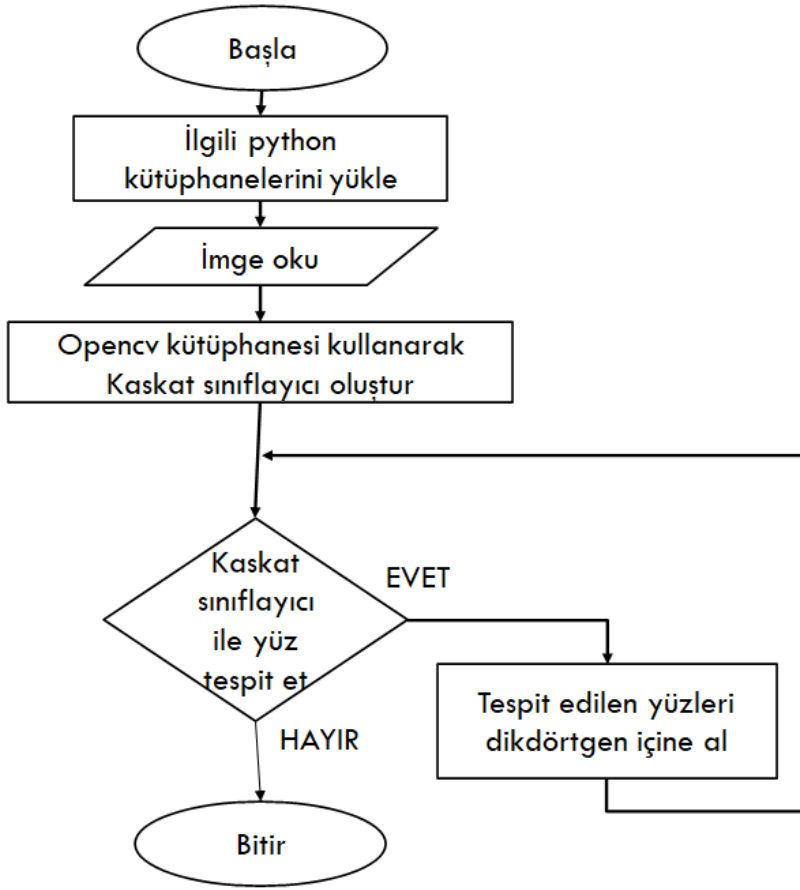 Başla
İlgili python
kütüphanelerini yükle
İmge oku
Opencv kütüphanesi kullanarak
Kaskat sınıflayıcı oluştur
Kaskat
sınıflayıcı
ile yüz
tespit et
EVET
Tespit edilen yüzleri
dikdörtgen içine al
HAYIR
Bitir